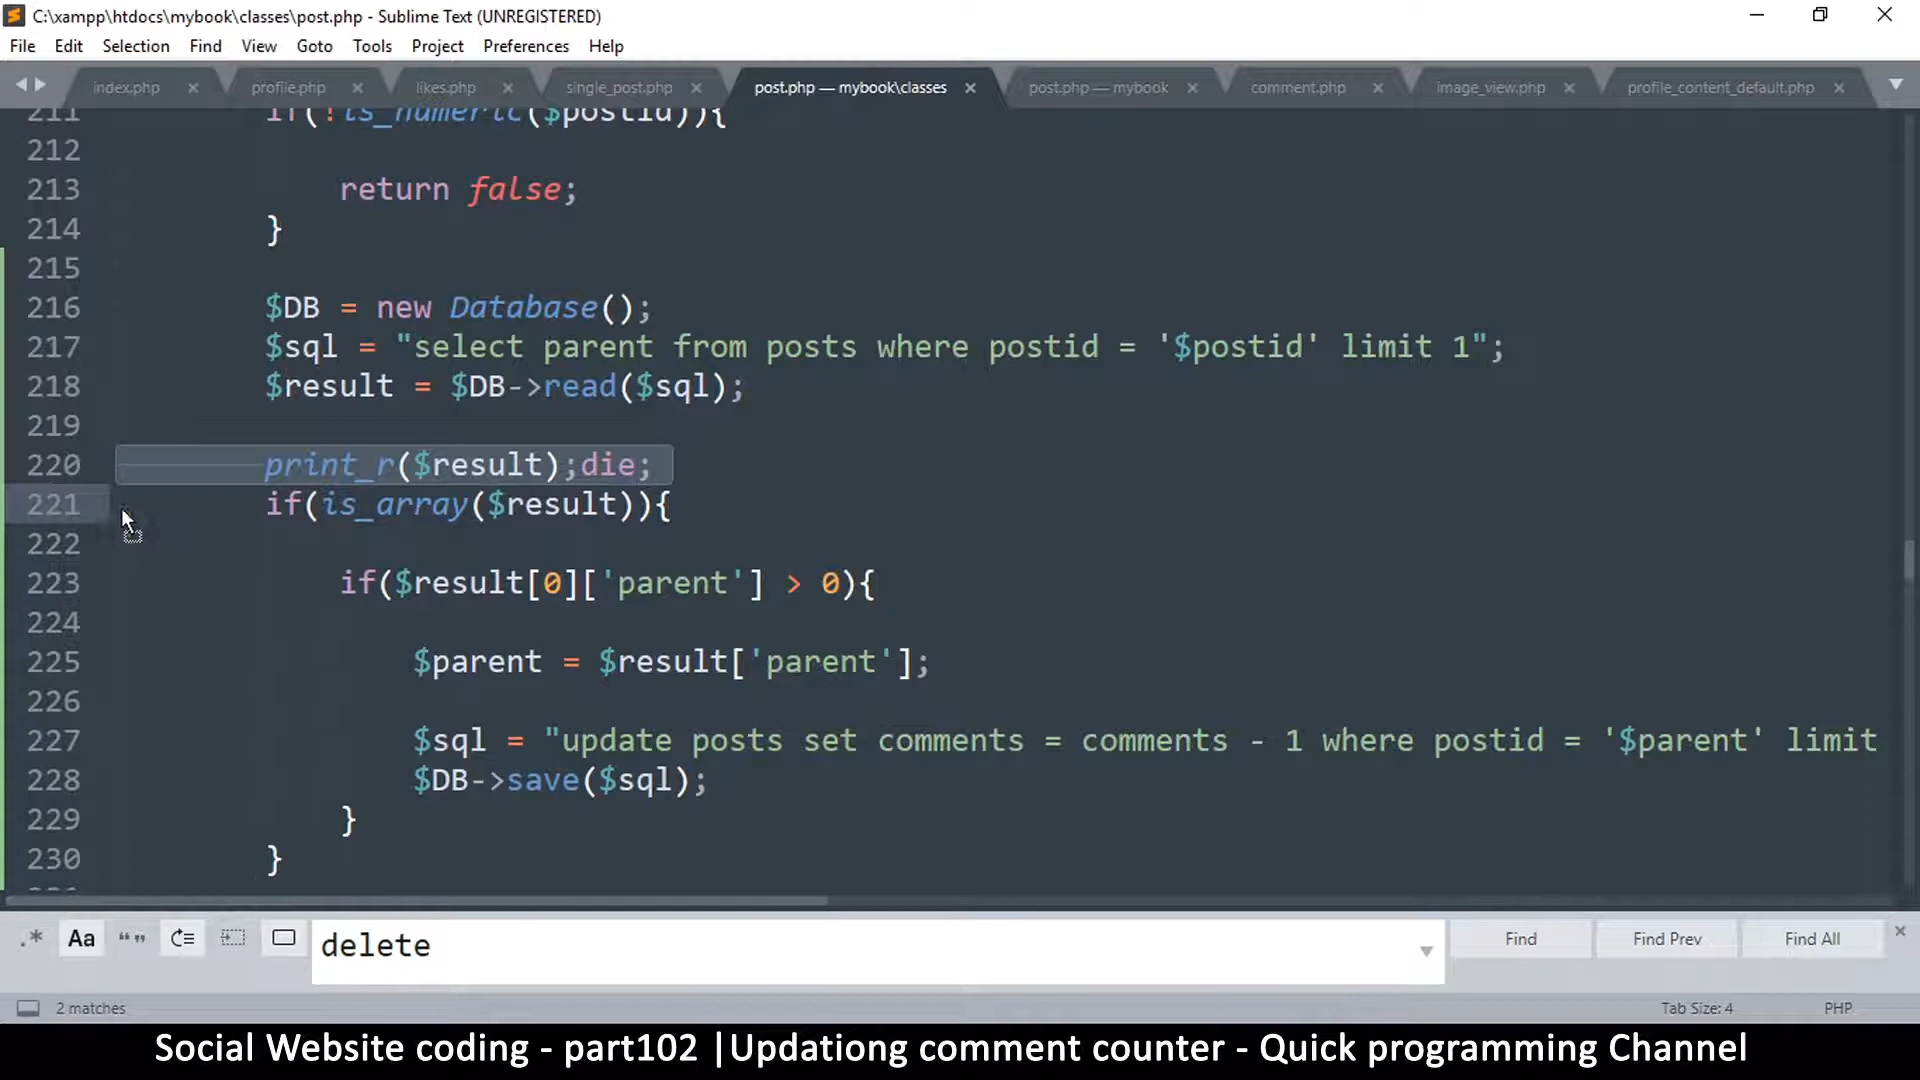 C:\xampp\htdocs\mybook\classes\post.php - Sublime Text (UNREGISTERED)
File Edit Selection Find View Goto Tools Project Preferences Help
index.php profile.php likes.php single_post.php post.php — mybook\classes post.php — mybook comment.php image_view.php profile_content_default.php
211 if(!is_numeric($postid)){
212
213 return false;
214 }
215
216 $DB = new Database();
217 $sql = "select parent from posts where postid = '$postid' limit 1";
218 $result = $DB->read($sql);
219
220 print_r($result);die;
221 if(is_array($result)){
222
223 if($result[0]['parent'] > 0){
224
225 $parent = $result['parent'];
226
227 $sql = "update posts set comments = comments - 1 where postid = '$parent' limit
228 $DB->save($sql);
229 }
230 }
.* Aa “” delete Find Find Prev Find All
2 matches Tab Size: 4 PHP
Social Website coding - part102 |Updationg comment counter - Quick programming Channel